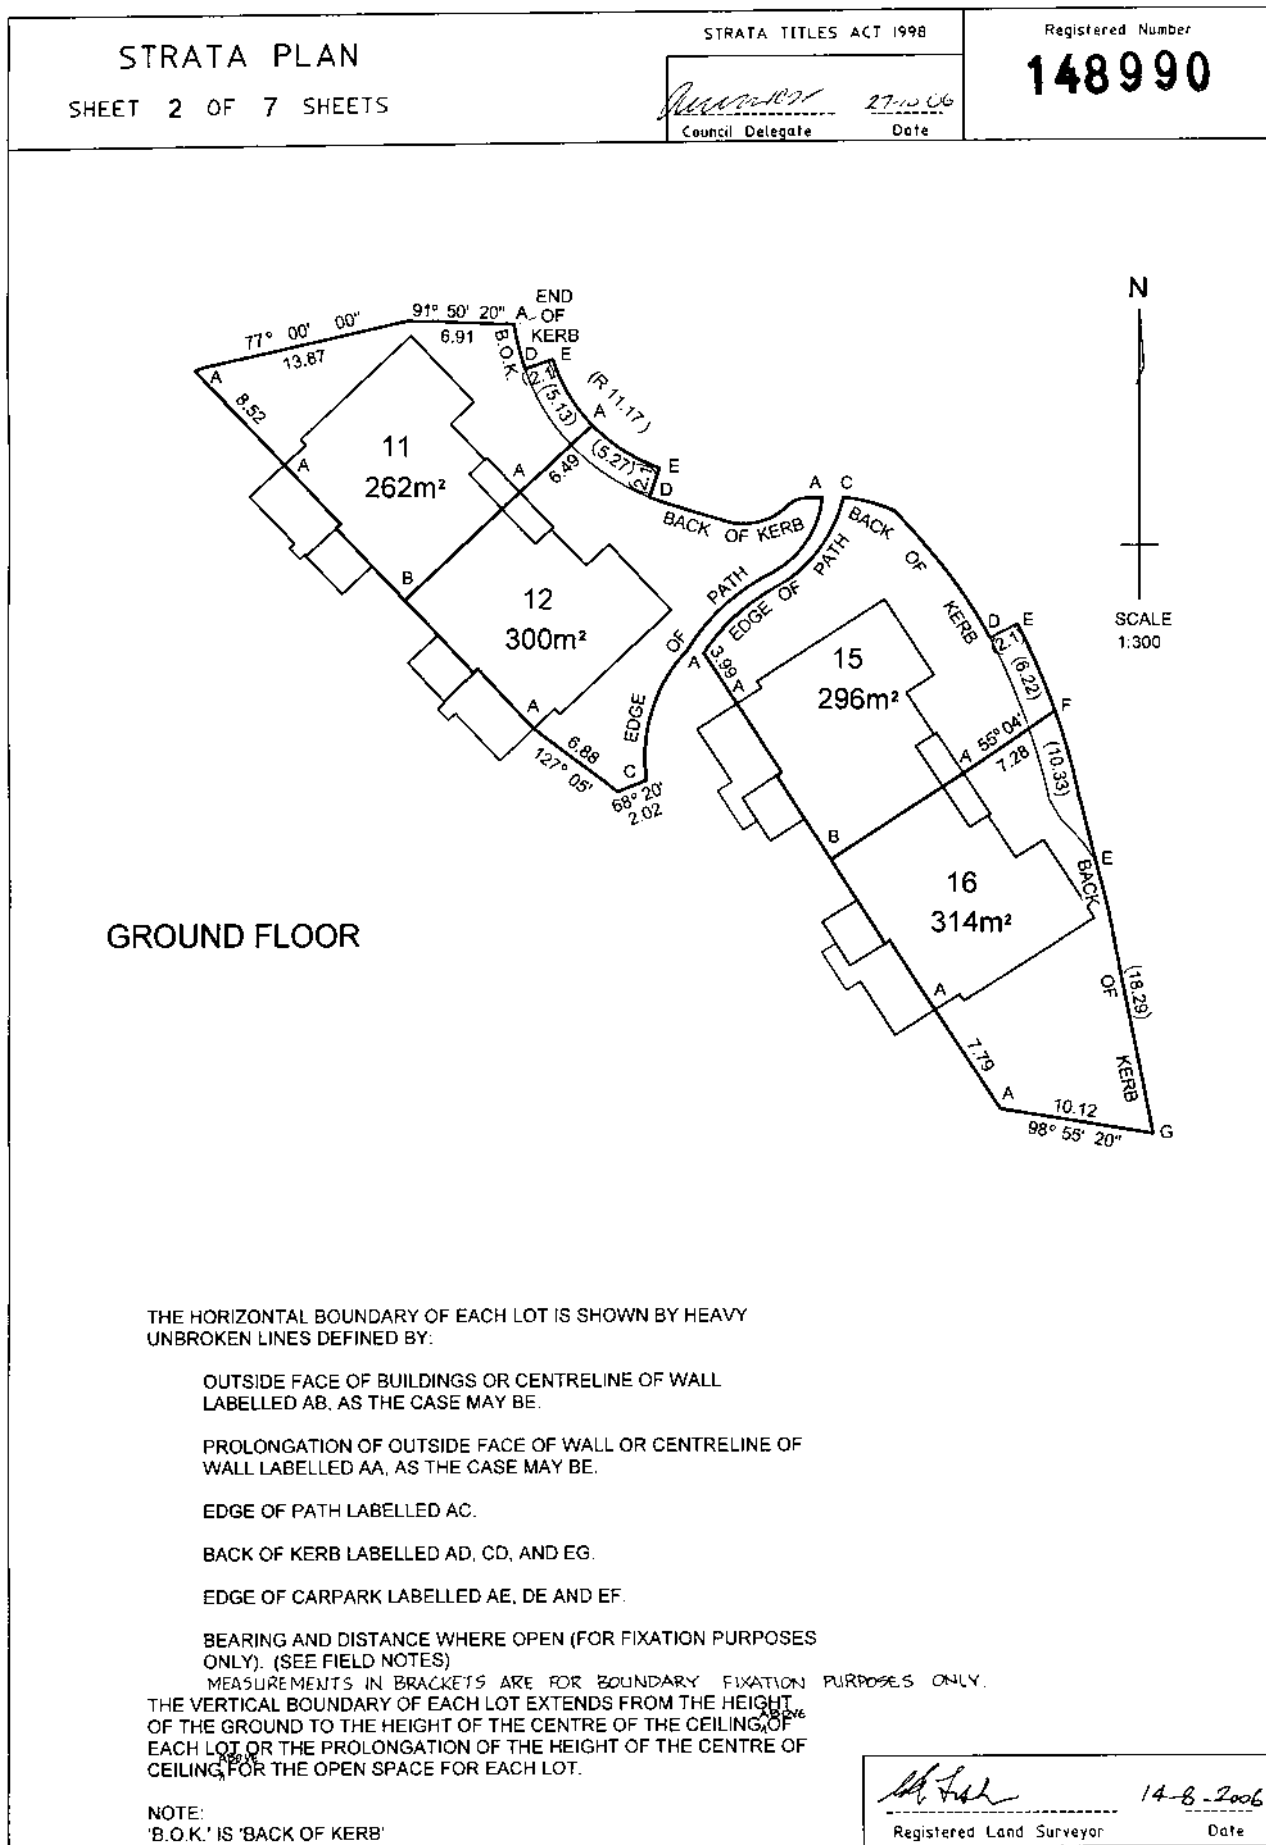 STRATA PLAN
SHEET 2 OF 7 SHEETS
STRATA TITLES ACT 1998
27-10-06
Council Delegate Date
Registered Number
148990
END
OF
KERB
77° 00' 00"
13.87
91° 50' 20"
6.91
A
B.O.K.
D
E
(2.1)
(5.13)
(R 11.17)
A
8.52
A
A
11
262m²
A
6.49
(5.27)
2.1
E
D
BACK OF KERB
A
C
BACK OF KERB
EDGE OF PATH
EDGE OF PATH
N
SCALE
1:300
B
12
300m²
A
6.88
127° 05'
C
68° 20'
2.02
A
3.99
A
15
296m²
D
E
(2.1)
(6.22)
F
A
55° 04'
7.28
(10.33)
B
16
314m²
E
BACK OF KERB
(18.29)
A
7.79
A
10.12
98° 55' 20"
G
GROUND FLOOR
THE HORIZONTAL BOUNDARY OF EACH LOT IS SHOWN BY HEAVY
UNBROKEN LINES DEFINED BY:
OUTSIDE FACE OF BUILDINGS OR CENTRELINE OF WALL
LABELLED AB, AS THE CASE MAY BE.
PROLONGATION OF OUTSIDE FACE OF WALL OR CENTRELINE OF
WALL LABELLED AA, AS THE CASE MAY BE.
EDGE OF PATH LABELLED AC.
BACK OF KERB LABELLED AD, CD, AND EG.
EDGE OF CARPARK LABELLED AE, DE AND EF.
BEARING AND DISTANCE WHERE OPEN (FOR FIXATION PURPOSES
ONLY). (SEE FIELD NOTES)
MEASUREMENTS IN BRACKETS ARE FOR BOUNDARY FIXATION PURPOSES ONLY.
THE VERTICAL BOUNDARY OF EACH LOT EXTENDS FROM THE HEIGHT
OF THE GROUND TO THE HEIGHT OF THE CENTRE OF THE CEILING ABOVE OF
EACH LOT OR THE PROLONGATION OF THE HEIGHT OF THE CENTRE OF
CEILING ABOVE FOR THE OPEN SPACE FOR EACH LOT.
NOTE:
'B.O.K.' IS 'BACK OF KERB'
14-8-2006
Registered Land Surveyor Date